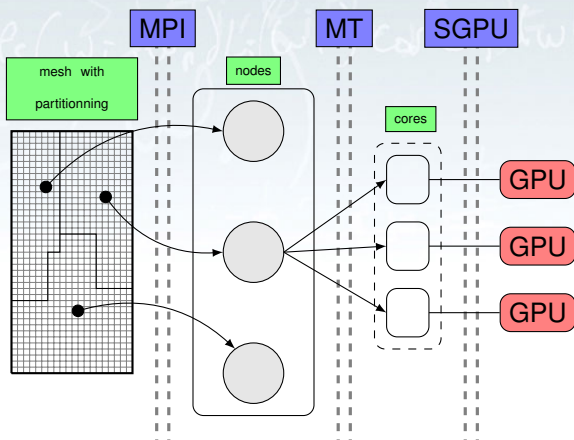 MPI
MT
SGPU
mesh with
partitionning
nodes
cores
GPU
GPU
GPU